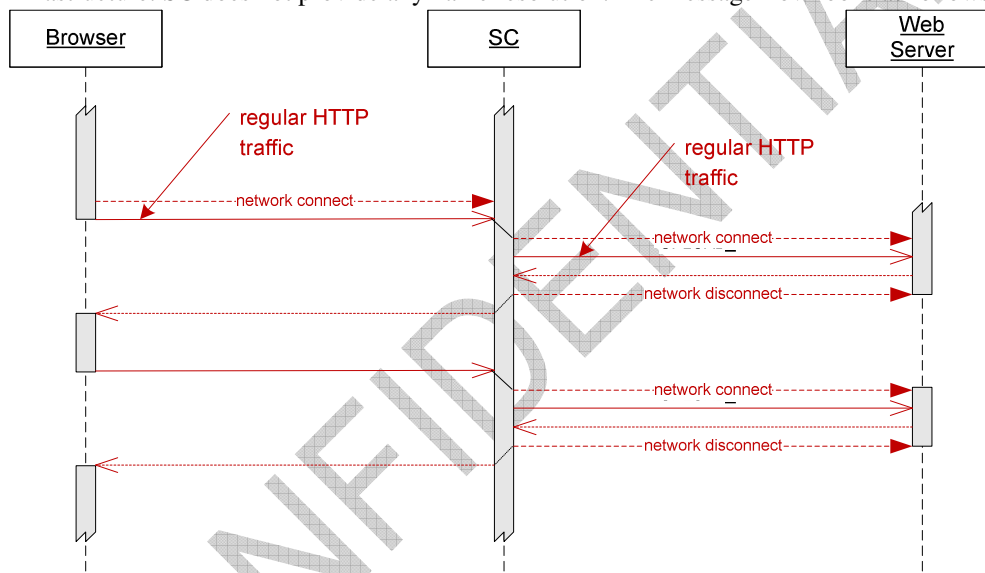 Browser
SC
Web
Server
regular HTTP
traffic
regular HTTP
traffic
network connect
network connect
network disconnect
network connect
network disconnect
NFIDENTIA